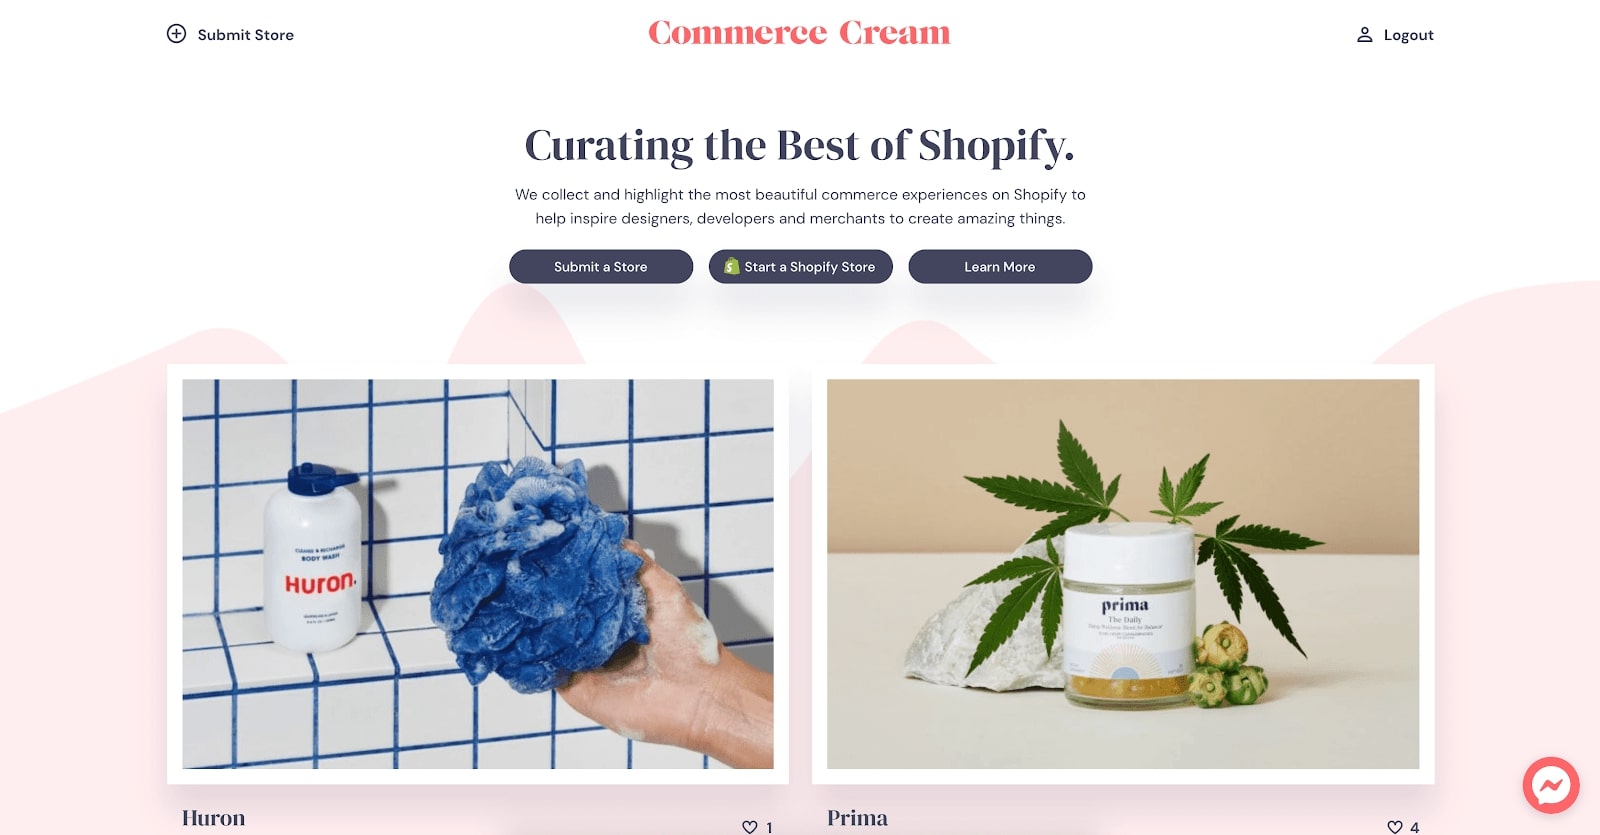 Submit Store
Commerce Cream
Logout
Curating the Best of Shopify.
We collect and highlight the most beautiful commerce experiences on Shopify to
help inspire designers, developers and merchants to create amazing things.
Submit a Store
Start a Shopify Store
Learn More
CLEANSE & RECHARGE
BODY WASH
Huron.
prima
The Daily
Huron
1
Prima
4